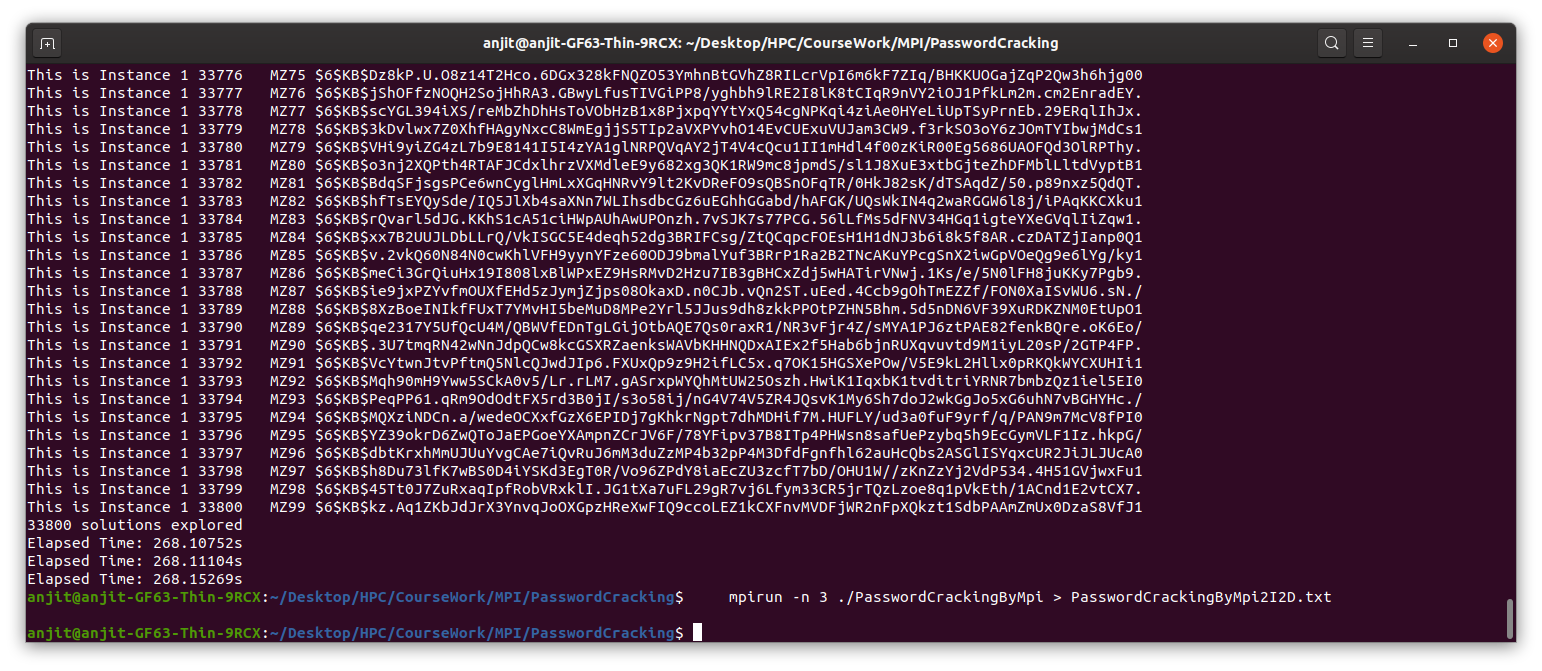 anjit@anjit-GF63-Thin-9RCX: ~/Desktop/HPC/CourseWork/MPI/PasswordCracking
This is Instance 1 33776   MZ75 $6$KB$Dz8kP.U.O8z14T2Hco.6DGx328kFNQZO53YmhnBtGVhZ8RILcrVpI6m6kF7ZIq/BHKKUOGajZqP2Qw3h6hjg00
This is Instance 1 33777   MZ76 $6$KB$jShOFfzNOQH2SojHhRA3.GBwyLfusTIVGiPP8/yghbh9lRE2I8lK8tCIqR9nVY2iOJ1PfkLm2m.cm2EnradEY.
This is Instance 1 33778   MZ77 $6$KB$scYGL394iXS/reMbZhDhHsToVObHzB1x8PjxpqYYtYxQ54cgNPKqi4ziAe0HYeLiUpTSyPrnEb.29ERqlIhJx.
This is Instance 1 33779   MZ78 $6$KB$3kDvlwx7Z0XhfHAgyNxcC8WmEgjjS5TIp2aVXPYvhO14EvCUExuVUJam3CW9.f3rkSO3oY6zJOmTYIbwjMdCs1
This is Instance 1 33780   MZ79 $6$KB$VHi9yiZG4zL7b9E8141I5I4zYA1glNRPQVqAY2jT4V4cQcu1II1mHdl4f00zKiR00Eg5686UAOFQd3OlRPThy.
This is Instance 1 33781   MZ80 $6$KB$o3nj2XQPth4RTAFJCdxlhrzVXMdleE9y682xg3QK1RW9mc8jpmdS/sl1J8XuE3xtbGjteZhDFMblLltdVyptB1
This is Instance 1 33782   MZ81 $6$KB$BdqSFjsgsPCe6wnCyglHmLxXGqHNRvY9lt2KvDReFO9sQBSnOFqTR/0HkJ82sK/dTSAqdZ/50.p89nxz5QdQT.
This is Instance 1 33783   MZ82 $6$KB$hfTsEYQySde/IQ5JlXb4saXNn7WLIhsdbcGz6uEGhhGGabd/hAFGK/UQsWkIN4q2waRGGW6l8j/iPAqKKCXku1
This is Instance 1 33784   MZ83 $6$KB$rQvarl5dJG.KKhS1cA51ciHWpAUhAwUPOnzh.7vSJK7s77PCG.56lLfMs5dFNV34HGq1igteYXeGVqlIiZqw1.
This is Instance 1 33785   MZ84 $6$KB$xx7B2UUJLDbLLrQ/VkISGC5E4deqh52dg3BRIFCsg/ZtQCqpcFOEsH1H1dNJ3b6i8k5f8AR.czDATZjIanp0Q1
This is Instance 1 33786   MZ85 $6$KB$v.2vkQ60N84N0cwKhlVFH9yynYFze60ODJ9bmalYuf3BRrP1Ra2B2TNcAKuYPcgSnX2iwGpVOeQg9e6lYg/ky1
This is Instance 1 33787   MZ86 $6$KB$meCi3GrQiuHx19I808lxBlWPxEZ9HsRMvD2Hzu7IB3gBHCxZdj5wHATirVNwj.1Ks/e/5N0lFH8juKKy7Pgb9.
This is Instance 1 33788   MZ87 $6$KB$ie9jxPZYvfmOUXfEHd5zJymjZjps08OkaxD.n0CJb.vQn2ST.uEed.4Ccb9gOhTmEZZf/FON0XaISvWU6.sN./
This is Instance 1 33789   MZ88 $6$KB$8XzBoeINIkfFUxT7YMvHI5beMuD8MPe2Yrl5JJus9dh8zkkPPOtPZHN5Bhm.5d5nDN6VF39XuRDKZNM0EtUpO1
This is Instance 1 33790   MZ89 $6$KB$qe2317Y5UfQcU4M/QBWVfEDnTgLGijOtbAQE7Qs0raxR1/NR3vFjr4Z/sMYA1PJ6ztPAE82fenkBQre.oK6Eo/
This is Instance 1 33791   MZ90 $6$KB$.3U7tmqRN42wNnJdpQCw8kcGSXRZaenksWAVbKHHNQDxAIEx2f5Hab6bjnRUXqvuvtd9M1iyL20sP/2GTP4FP.
This is Instance 1 33792   MZ91 $6$KB$VcYtwnJtvPftmQ5NlcQJwdJIp6.FXUxQp9z9H2ifLC5x.q7OK15HGSXePOw/V5E9kL2Hllx0pRKQkWYCXUHIi1
This is Instance 1 33793   MZ92 $6$KB$Mqh90mH9Yww5SCkA0v5/Lr.rLM7.gASrxpWYQhMtUW25Oszh.HwiK1IqxbK1tvditriYRNR7bmbzQz1iel5EI0
This is Instance 1 33794   MZ93 $6$KB$PeqPP61.qRm9OdOdtFX5rd3B0jI/s3o58ij/nG4V74V5ZR4JQsvK1My6Sh7doJ2wkGgJo5xG6uhN7vBGHYHc./
This is Instance 1 33795   MZ94 $6$KB$MQXziNDCn.a/wedeOCXxfGzX6EPIDj7gKhkrNgpt7dhMDHif7M.HUFLY/ud3a0fuF9yrf/q/PAN9m7McV8fPI0
This is Instance 1 33796   MZ95 $6$KB$YZ39okrD6ZwQToJaEPGoeYXAmpnZCrJV6F/78YFipv37B8ITp4PHWsn8safUePzybq5h9EcGymVLF1Iz.hkpG/
This is Instance 1 33797   MZ96 $6$KB$dbtKrxhMmUJUuYvgCAe7iQvRuJ6mM3duZzMP4b32pP4M3DfdFgnfhl62auHcQbs2ASGlISYqxcUR2JiJLJUcA0
This is Instance 1 33798   MZ97 $6$KB$h8Du73lfK7wBS0D4iYSKd3EgT0R/Vo96ZPdY8iaEcZU3zcfT7bD/OHU1W//zKnZzYj2VdP534.4H51GVjwxFu1
This is Instance 1 33799   MZ98 $6$KB$45Tt0J7ZuRxaqIpfRobVRxklI.JG1tXa7uFL29gR7vj6Lfym33CR5jrTQzLzoe8q1pVkEth/1ACnd1E2vtCX7.
This is Instance 1 33800   MZ99 $6$KB$kz.Aq1ZKbJdJrX3YnvqJoOXGpzHReXwFIQ9ccoLEZ1kCXFnvMVDFjWR2nFpXQkzt1SdbPAAmZmUx0DzaS8VfJ1
33800 solutions explored
Elapsed Time: 268.10752s
Elapsed Time: 268.11104s
Elapsed Time: 268.15269s
anjit@anjit-GF63-Thin-9RCX:~/Desktop/HPC/CourseWork/MPI/PasswordCracking$     mpirun -n 3 ./PasswordCrackingByMpi > PasswordCrackingByMpi2I2D.txt
anjit@anjit-GF63-Thin-9RCX:~/Desktop/HPC/CourseWork/MPI/PasswordCracking$